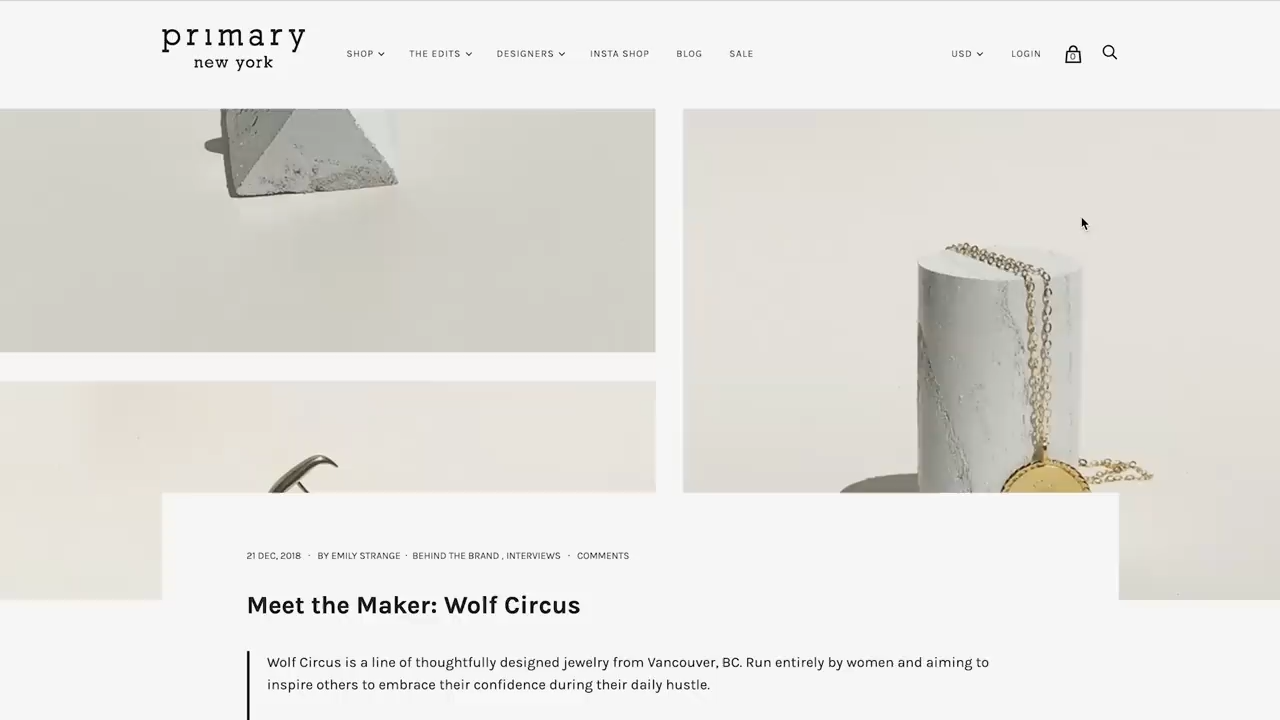 primary
new york
SHOP THE EDITS DESIGNERS INSTA SHOP BLOG SALE USD LOGIN 0
21 DEC, 2018 · BY EMILY STRANGE · BEHIND THE BRAND , INTERVIEWS · COMMENTS
Meet the Maker: Wolf Circus
Wolf Circus is a line of thoughtfully designed jewelry from Vancouver, BC. Run entirely by women and aiming to
inspire others to embrace their confidence during their daily hustle.